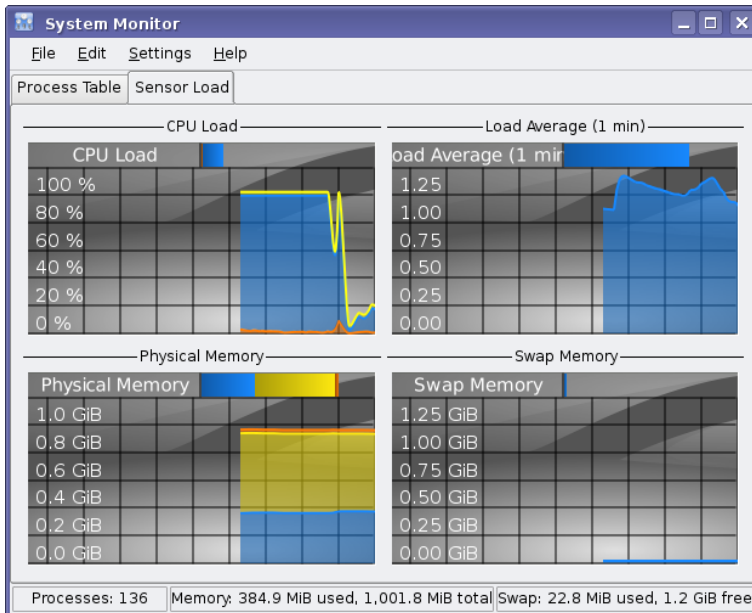 System Monitor
File Edit Settings Help
Process Table Sensor Load
CPU Load
CPU Load
100 %
80 %
60 %
40 %
20 %
0 %
Load Average (1 min)
oad Average (1 min
1.25
1.00
0.75
0.50
0.25
0.00
Physical Memory
Physical Memory
1.0 GiB
0.8 GiB
0.6 GiB
0.4 GiB
0.2 GiB
0.0 GiB
Swap Memory
Swap Memory
1.25 GiB
1.00 GiB
0.75 GiB
0.50 GiB
0.25 GiB
0.00 GiB
Processes: 136 Memory: 384.9 MiB used, 1,001.8 MiB total Swap: 22.8 MiB used, 1.2 GiB free